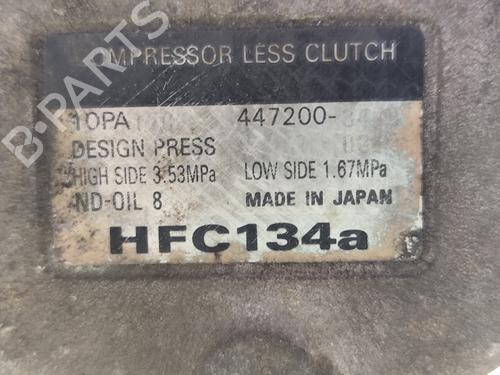 COMPRESSOR LESS CLUTCH
10PA 447200-
DESIGN PRESS
HIGH SIDE 3.53MPa LOW SIDE 1.67MPa
ND-OIL 8 MADE IN JAPAN
HFC134a
B-PARTS